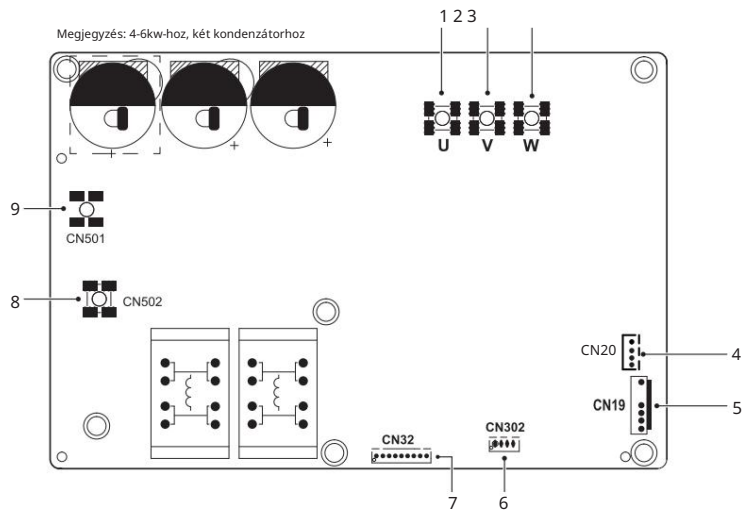 Megjegyzés: 4-6kw-hoz, két kondenzátorhoz
1 2 3
+
+
+
U V W
9
CN501
8
CN502
CN20
4
CN19
5
CN302
CN32
7
6